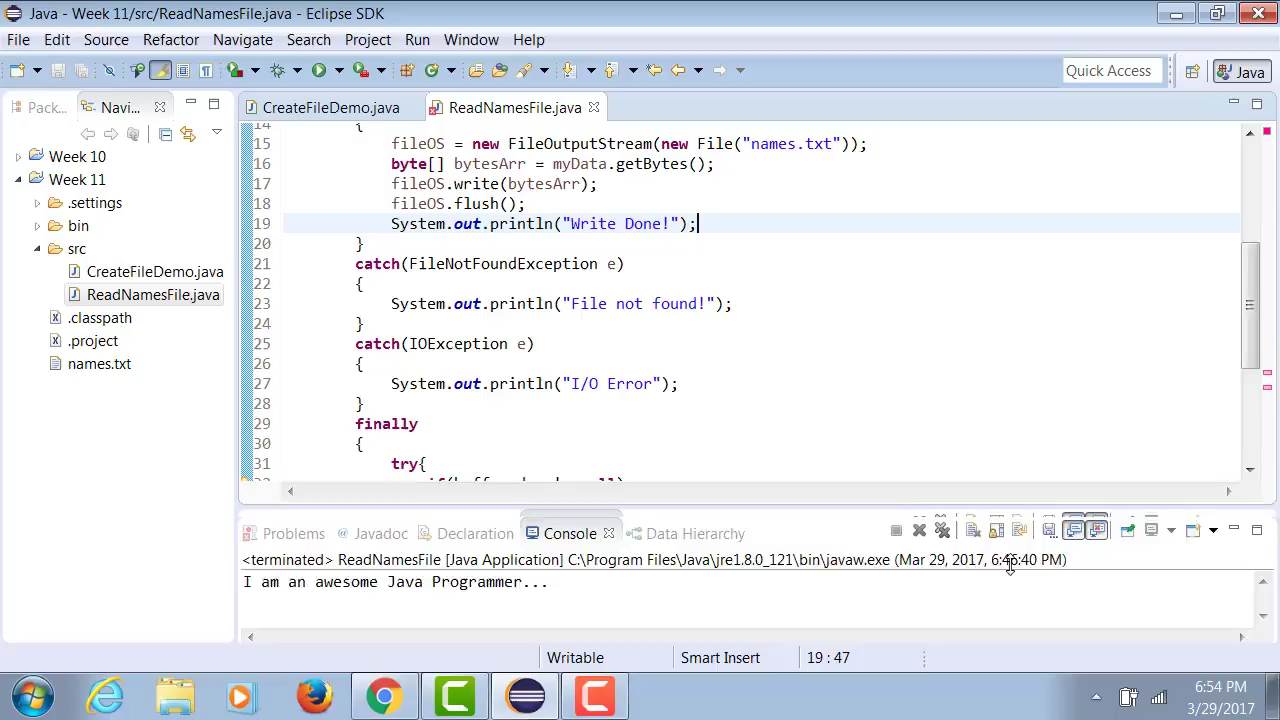 Java - Week 11/src/ReadNamesFile.java - Eclipse SDK
File Edit Source Refactor Navigate Search Project Run Window Help
Quick Access
Java
Pack...
Navi...
CreateFileDemo.java
ReadNamesFile.java
Week 10
Week 11
.settings
bin
src
CreateFileDemo.java
ReadNamesFile.java
.classpath
.project
names.txt
14 {
15 fileOS = new FileOutputStream(new File("names.txt"));
16 byte[] bytesArr = myData.getBytes();
17 fileOS.write(bytesArr);
18 fileOS.flush();
19 System.out.println("Write Done!");
20 }
21 catch(FileNotFoundException e)
22 {
23 System.out.println("File not found!");
24 }
25 catch(IOException e)
26 {
27 System.out.println("I/O Error");
28 }
29 finally
30 {
31 try{
Problems @ Javadoc Declaration Console Data Hierarchy
<terminated> ReadNamesFile [Java Application] C:\Program Files\Java\jre1.8.0_121\bin\javaw.exe (Mar 29, 2017, 6:46:40 PM)
I am an awesome Java Programmer...
Writable Smart Insert 19 : 47
6:54 PM
3/29/2017